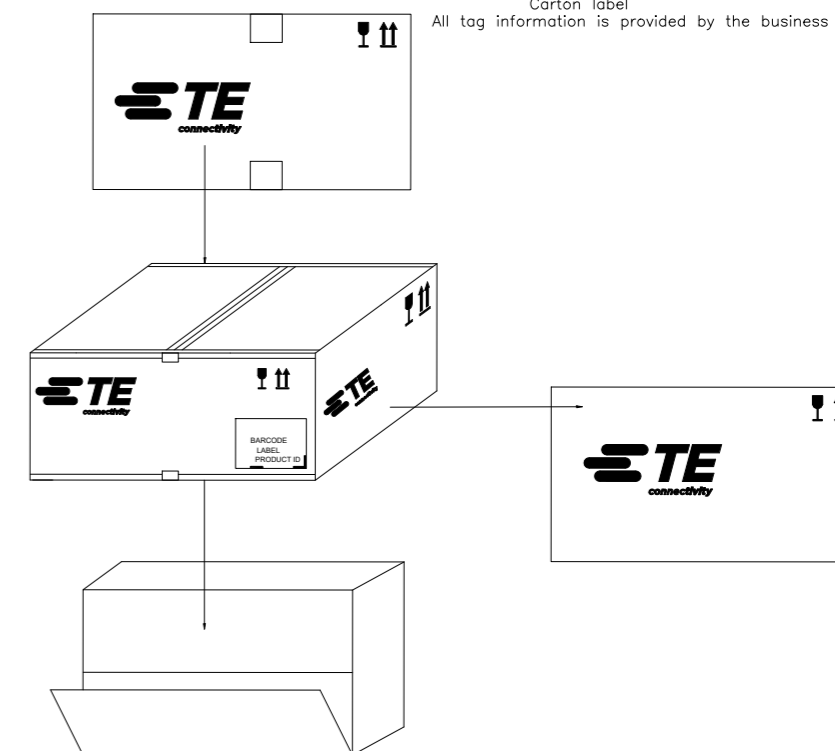 Carton label
All tag information is provided by the business
TE
connectivity
TE
connectivity
BARCODE
LABEL
PRODUCT ID
TE
connectivity
TE
connectivity